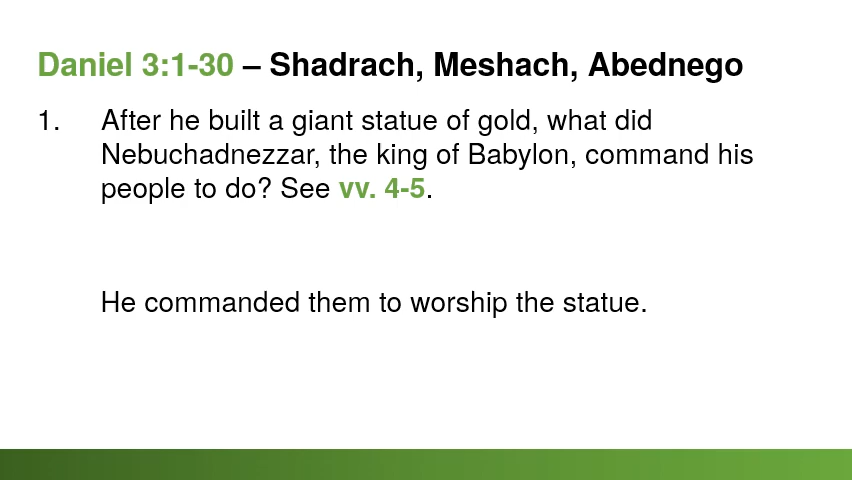 Daniel 3:1-30 – Shadrach, Meshach, Abednego
1. After he built a giant statue of gold, what did
Nebuchadnezzar, the king of Babylon, command his
people to do? See vv. 4-5.
He commanded them to worship the statue.